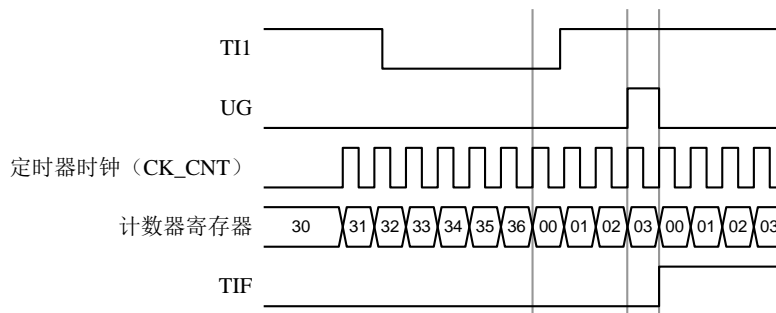 TI1
UG
定时器时钟（CK_CNT）
计数器寄存器 30 31 32 33 34 35 36 00 01 02 03 00 01 02 03
TIF